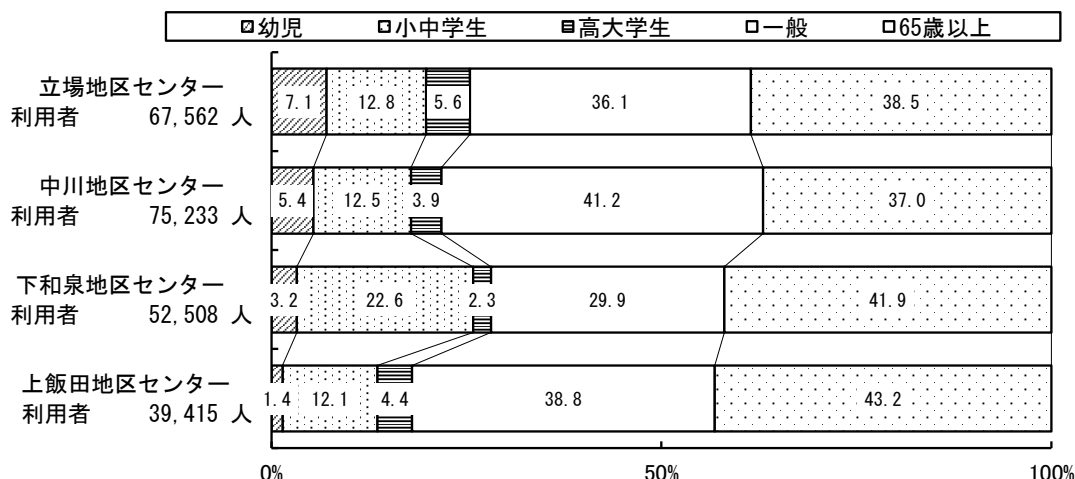 幼児 小中学生 高大学生 一般 65歳以上
立場地区センター
利用者 67,562 人
7.1 12.8 5.6 36.1 38.5
中川地区センター
利用者 75,233 人
5.4 12.5 3.9 41.2 37.0
下和泉地区センター
利用者 52,508 人
3.2 22.6 2.3 29.9 41.9
上飯田地区センター
利用者 39,415 人
1.4 12.1 4.4 38.8 43.2
0% 50% 100%